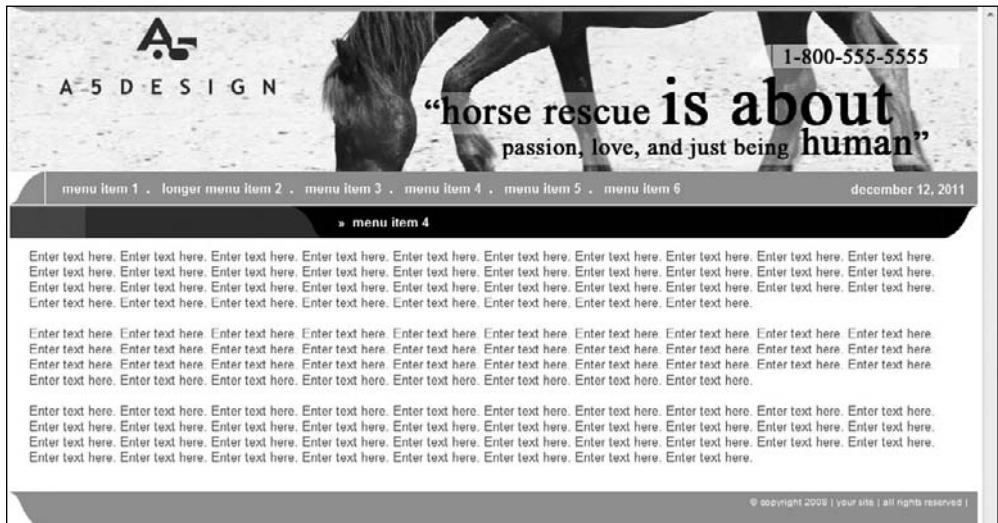 A5
A 5 D E S I G N
1-800-555-5555
“horse rescue is about
passion, love, and just being human”
menu item 1 . longer menu item 2 . menu item 3 . menu item 4 . menu item 5 . menu item 6
december 12, 2011
» menu item 4
Enter text here. Enter text here. Enter text here. Enter text here. Enter text here. Enter text here. Enter text here. Enter text here. Enter text here. Enter text here.
Enter text here. Enter text here. Enter text here. Enter text here. Enter text here. Enter text here. Enter text here. Enter text here. Enter text here. Enter text here.
Enter text here. Enter text here. Enter text here. Enter text here. Enter text here. Enter text here. Enter text here. Enter text here. Enter text here. Enter text here.
Enter text here. Enter text here. Enter text here. Enter text here. Enter text here. Enter text here. Enter text here. Enter text here.
Enter text here. Enter text here. Enter text here. Enter text here. Enter text here. Enter text here. Enter text here. Enter text here. Enter text here. Enter text here.
Enter text here. Enter text here. Enter text here. Enter text here. Enter text here. Enter text here. Enter text here. Enter text here. Enter text here. Enter text here.
Enter text here. Enter text here. Enter text here. Enter text here. Enter text here. Enter text here. Enter text here. Enter text here. Enter text here. Enter text here.
Enter text here. Enter text here. Enter text here. Enter text here. Enter text here. Enter text here. Enter text here. Enter text here.
Enter text here. Enter text here. Enter text here. Enter text here. Enter text here. Enter text here. Enter text here. Enter text here. Enter text here. Enter text here.
Enter text here. Enter text here. Enter text here. Enter text here. Enter text here. Enter text here. Enter text here. Enter text here. Enter text here. Enter text here.
Enter text here. Enter text here. Enter text here. Enter text here. Enter text here. Enter text here. Enter text here. Enter text here. Enter text here. Enter text here.
Enter text here. Enter text here. Enter text here. Enter text here. Enter text here. Enter text here. Enter text here. Enter text here.
© copyright 2008 | your site | all rights reserved |